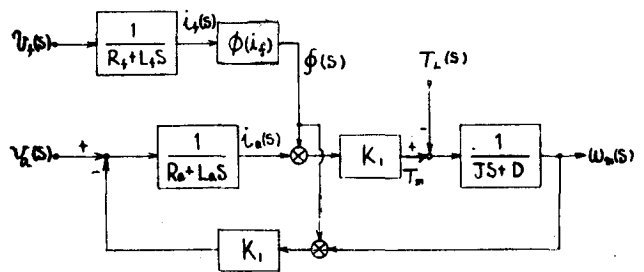 v_f(s)
1
R_f+L_fS
i_f(s)
ϕ(i_f)
∮(s)
T_L(s)
v_a(s)
+
-
1
R_a+L_aS
i_a(s)
K_1
+
-
T_m
1
JS+D
ω_m(s)
K_1